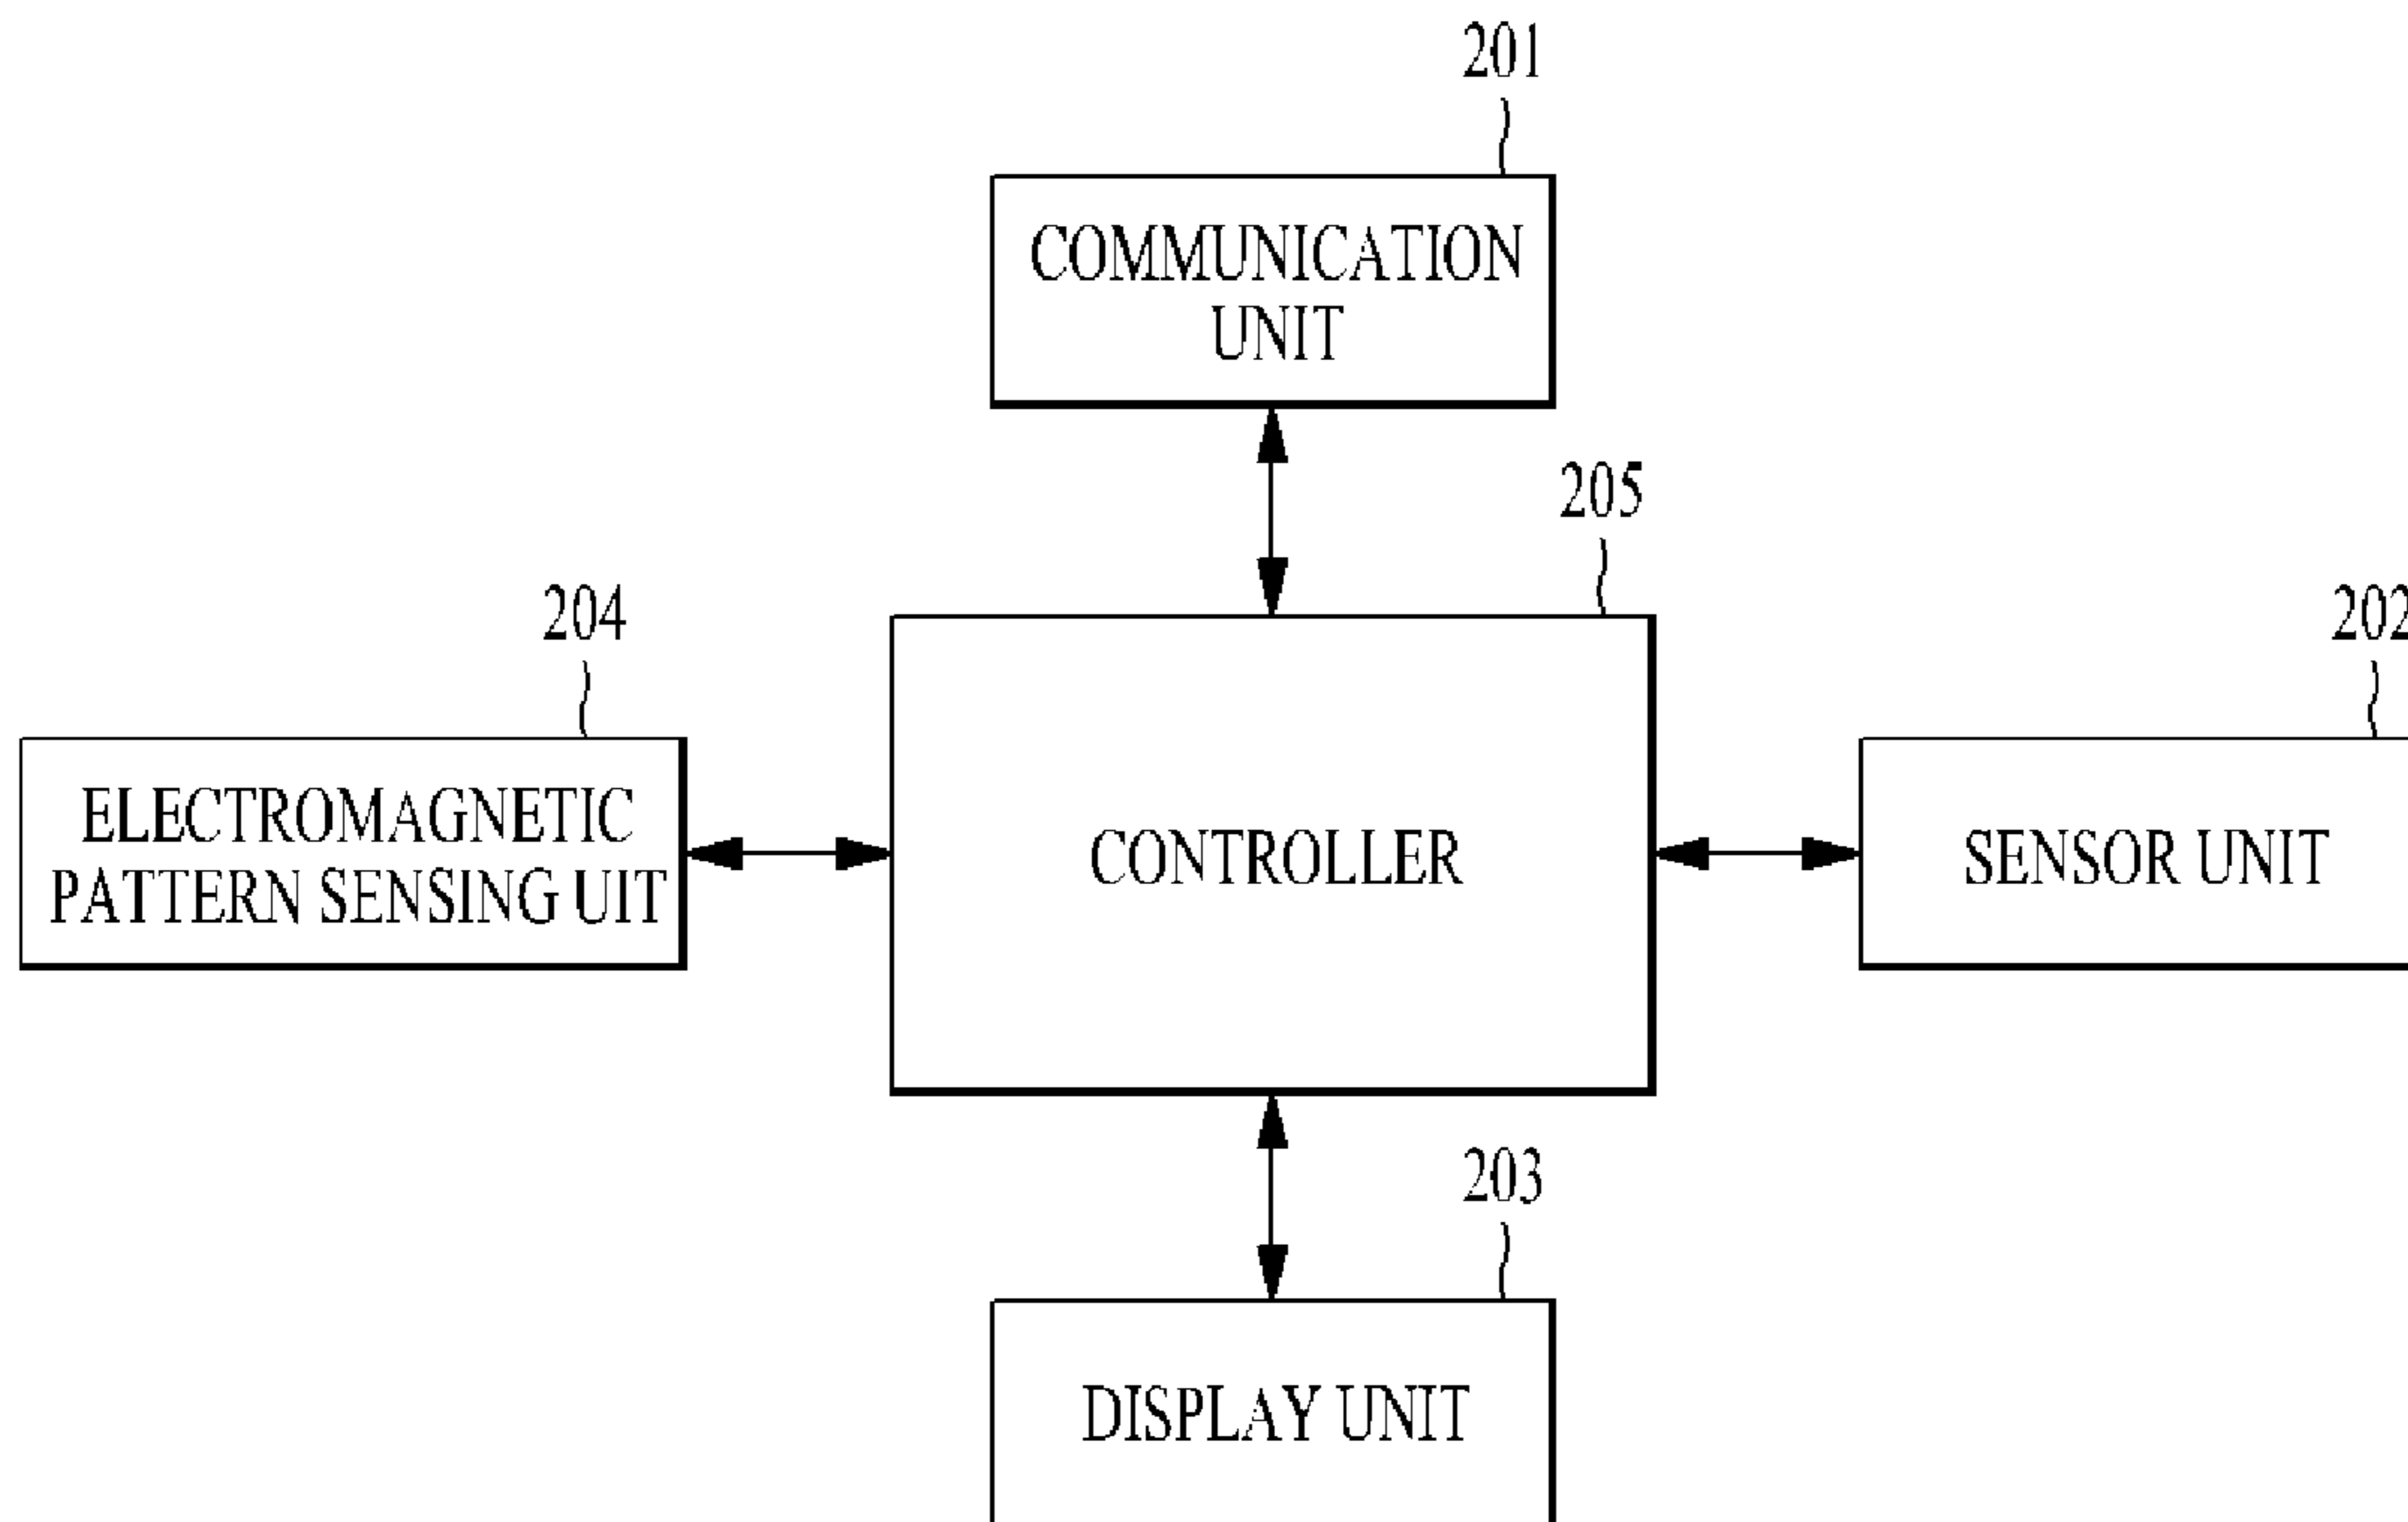 201
COMMUNICATION
UNIT
205
204
202
ELECTROMAGNETIC
PATTERN SENSING UIT
CONTROLLER
SENSOR UNIT
203
DISPLAY UNIT